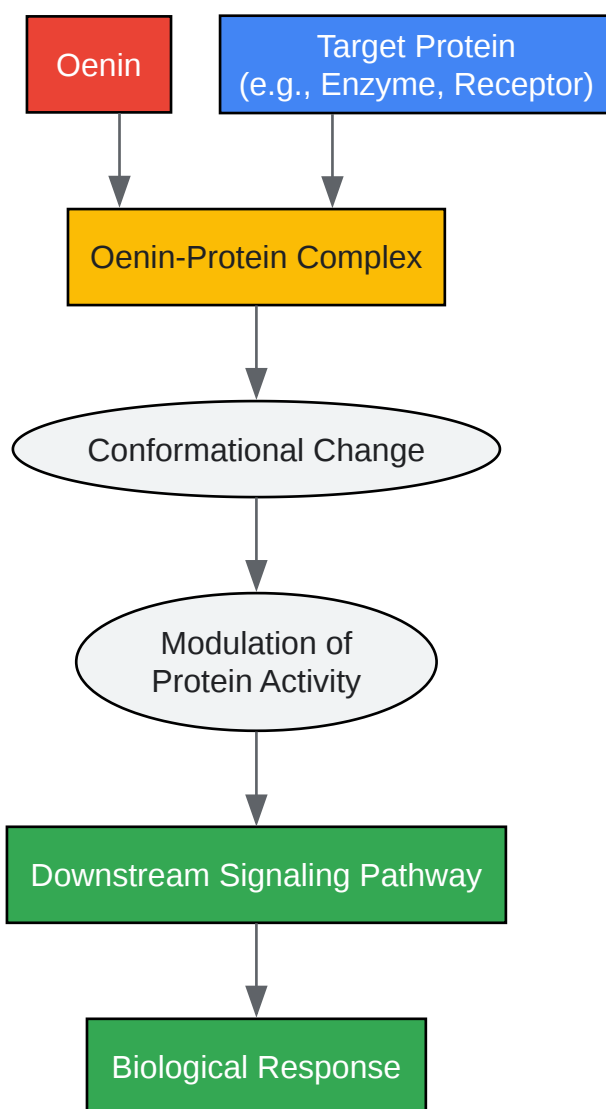 Oenin
Target Protein
(e.g., Enzyme, Receptor)
Oenin-Protein Complex
Conformational Change
Modulation of
Protein Activity
Downstream Signaling Pathway
Biological Response